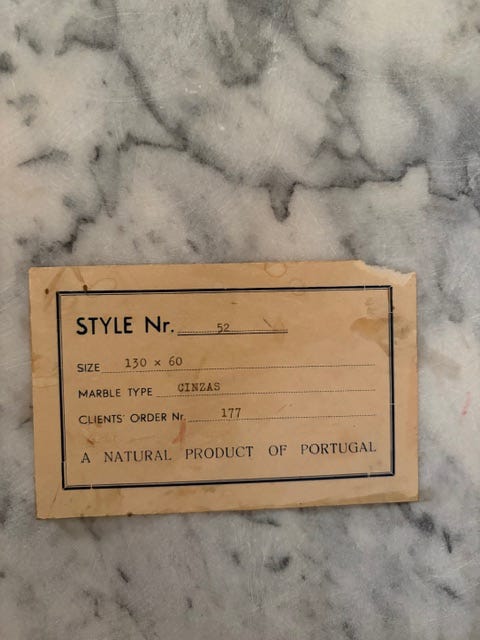 STYLE Nr. 52
SIZE 130 x 60
MARBLE TYPE CINZAS
CLIENTS' ORDER Nr. 177
A NATURAL PRODUCT OF PORTUGAL